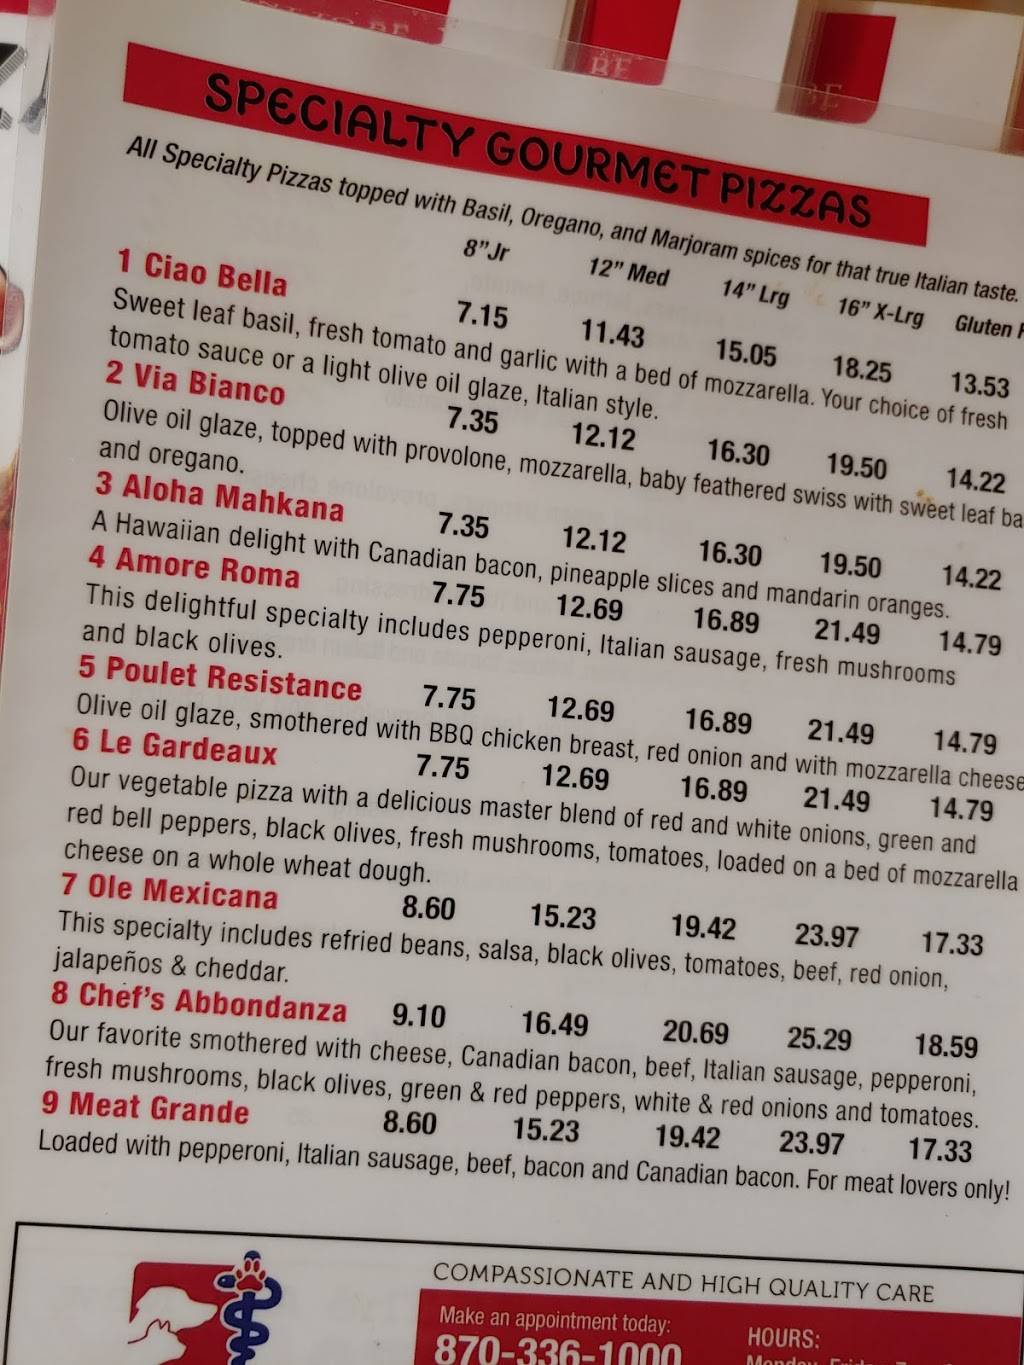 SPECIALTY GOURMET PIZZAS
All Specialty Pizzas topped with Basil, Oregano, and Marjoram spices for that true Italian taste.
8" Jr 12" Med 14" Lrg 16" X-Lrg Gluten
1 Ciao Bella 7.15 11.43 15.05 18.25 13.53
Sweet leaf basil, fresh tomato and garlic with a bed of mozzarella. Your choice of fresh
tomato sauce or a light olive oil glaze, Italian style.
2 Via Bianco 7.35 12.12 16.30 19.50 14.22
Olive oil glaze, topped with provolone, mozzarella, baby feathered swiss with sweet leaf ba
and oregano.
3 Aloha Mahkana 7.35 12.12 16.30 19.50 14.22
A Hawaiian delight with Canadian bacon, pineapple slices and mandarin oranges.
4 Amore Roma 7.75 12.69 16.89 21.49 14.79
This delightful specialty includes pepperoni, Italian sausage, fresh mushrooms
and black olives.
5 Poulet Resistance 7.75 12.69 16.89 21.49 14.79
Olive oil glaze, smothered with BBQ chicken breast, red onion and with mozzarella cheese
6 Le Gardeaux 7.75 12.69 16.89 21.49 14.79
Our vegetable pizza with a delicious master blend of red and white onions, green and
red bell peppers, black olives, fresh mushrooms, tomatoes, loaded on a bed of mozzarella
cheese on a whole wheat dough.
7 Ole Mexicana 8.60 15.23 19.42 23.97 17.33
This specialty includes refried beans, salsa, black olives, tomatoes, beef, red onion,
jalapeños & cheddar.
8 Chef's Abbondanza 9.10 16.49 20.69 25.29 18.59
Our favorite smothered with cheese, Canadian bacon, beef, Italian sausage, pepperoni,
fresh mushrooms, black olives, green & red peppers, white & red onions and tomatoes.
9 Meat Grande 8.60 15.23 19.42 23.97 17.33
Loaded with pepperoni, Italian sausage, beef, bacon and Canadian bacon. For meat lovers only!
COMPASSIONATE AND HIGH QUALITY CARE
Make an appointment today:
870-336-1000
HOURS: